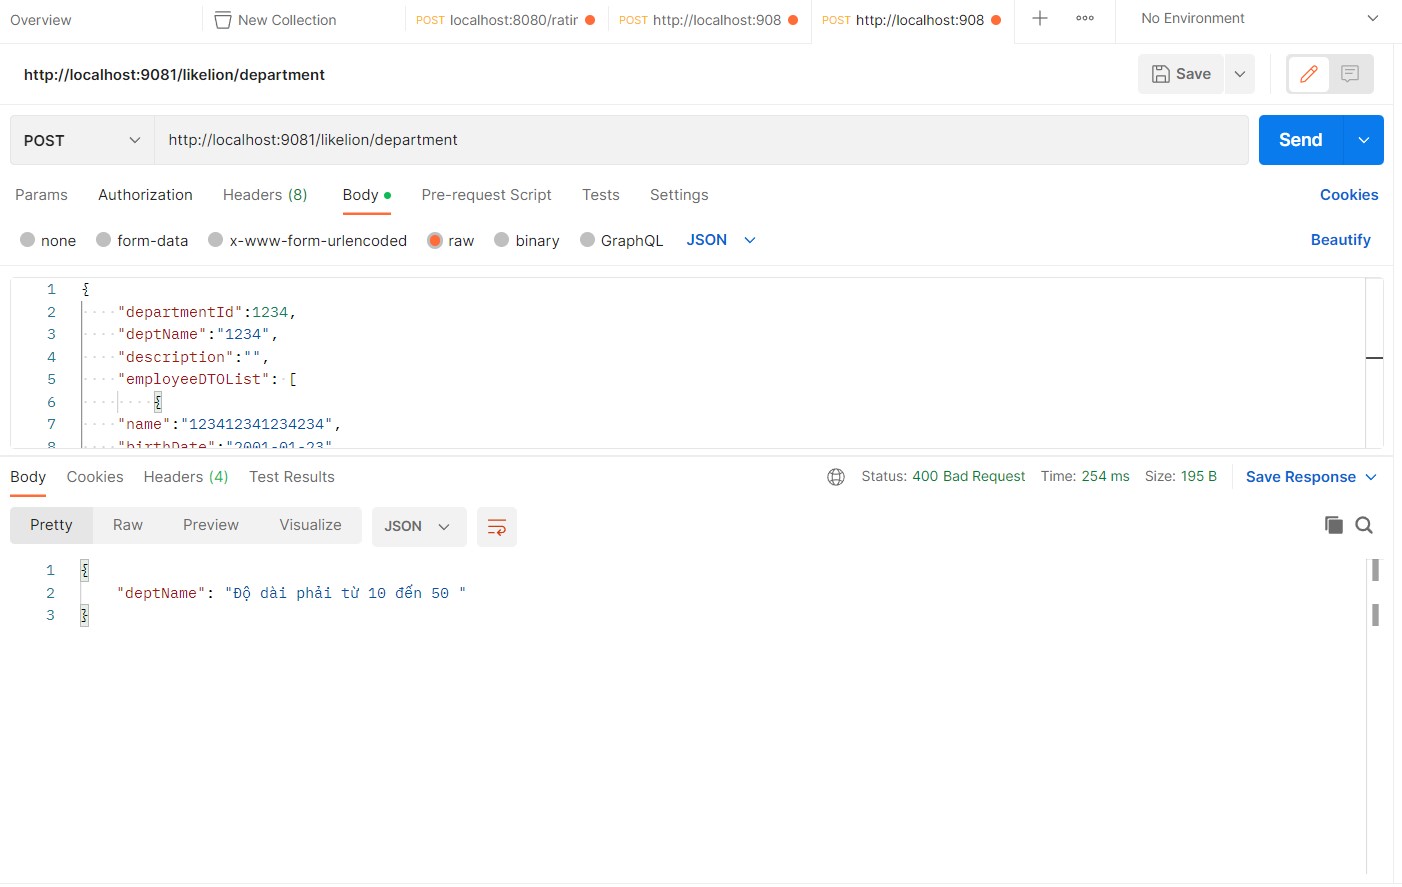 Overview
New Collection
POST localhost:8080/ratir
POST http://localhost:908
POST http://localhost:908
No Environment
http://localhost:9081/likelion/department
Save
POST
http://localhost:9081/likelion/department
Send
Params Authorization Headers (8) Body Pre-request Script Tests Settings Cookies
none form-data x-www-form-urlencoded raw binary GraphQL JSON Beautify
1 {
2 "departmentId":1234,
3 "deptName":"1234",
4 "description":"",
5 "employeeDTOList": [
6 {
7 "name":"123412341234234",
8 "birthDate":"2001-01-23"
Body Cookies Headers (4) Test Results Status: 400 Bad Request Time: 254 ms Size: 195 B Save Response
Pretty Raw Preview Visualize JSON
1 {
2 "deptName": "Độ dài phải từ 10 đến 50 "
3 }